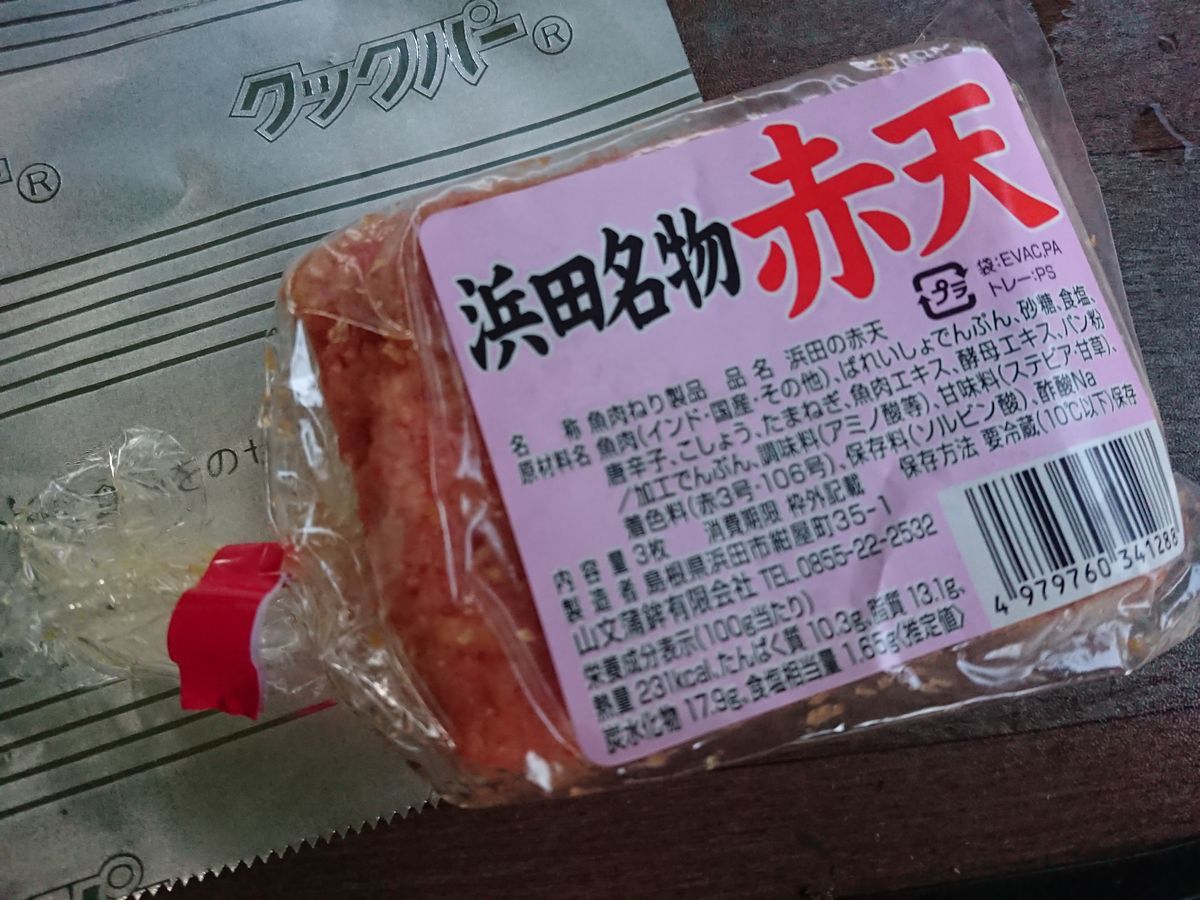 クックパー®
®
浜田名物 赤天
プラ
袋:EVAC,PA
トレー:PS
名 称 魚肉ねり製品 品 名 浜田の赤天
原材料名 魚肉(インド・国産・その他)、ばれいしょでんぷん、砂糖、食塩、
唐辛子、こしょう、たまねぎ、魚肉エキス、酵母エキス、パン粉
/加工でんぷん、調味料(アミノ酸等)、甘味料(ステビア・甘草)、
着色料(赤3号・106号)、保存料(ソルビン酸)、酢酸Na
消費期限 枠外記載 保存方法 要冷蔵(10℃以下)保存
内 容 量 3枚
製 造 者 島根県浜田市紺屋町35-1
山文蒲鉾有限会社 TEL.0855-22-2532
栄養成分表示(100g当たり)
熱量 231kcal、たんぱく質 10.3g、脂質 13.1g、
炭水化物 17.9g、食塩相当量 1.65g〈推定値〉
4 979760 341288
をのせ